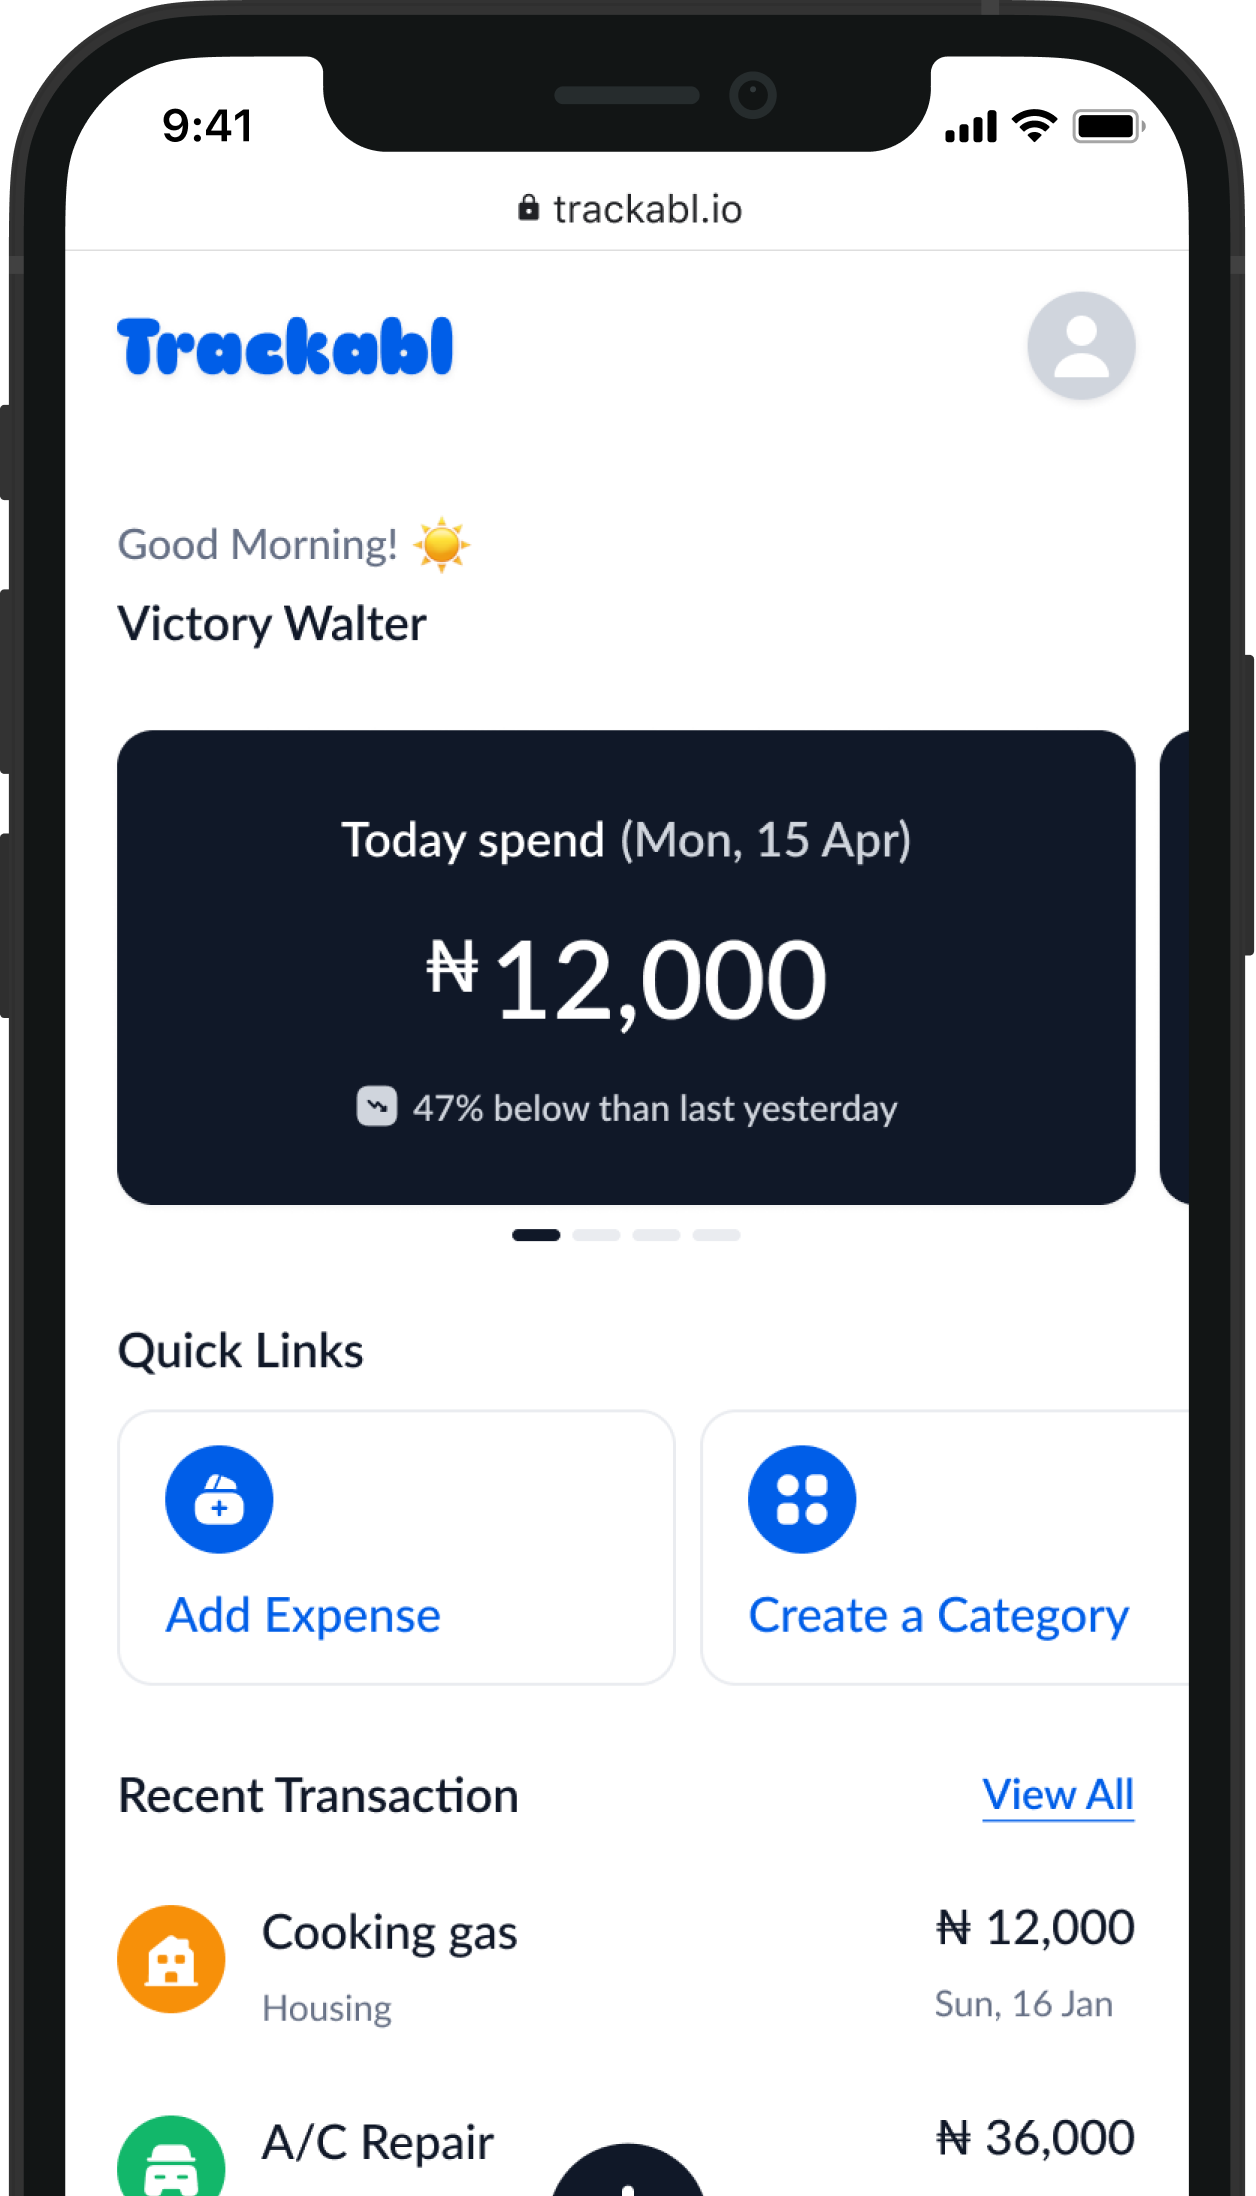 9:41
trackabl.io
Trackabl
Good Morning! ☀️
Victory Walter
Today spend (Mon, 15 Apr)
₦12,000
47% below than last yesterday
Quick Links
Add Expense
Create a Category
Recent Transaction
View All
Cooking gas
₦ 12,000
Housing
Sun, 16 Jan
A/C Repair
₦ 36,000